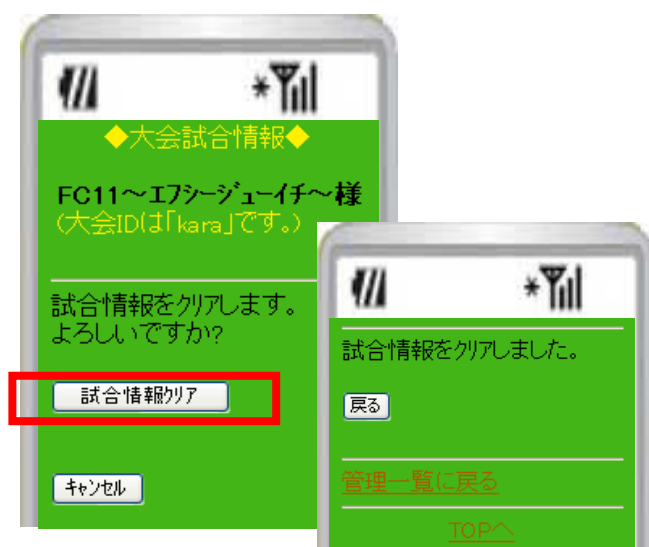 ◆大会試合情報◆
FC11～ｴﾌｼｰｼﾞｭｰｲﾁ～様
(大会IDは「kara」です。)
試合情報をｸﾘｱします。
よろしいですか?
試合情報ｸﾘｱ
ｷｬﾝｾﾙ
試合情報をｸﾘｱしました。
戻る
管理一覧に戻る
TOPへ